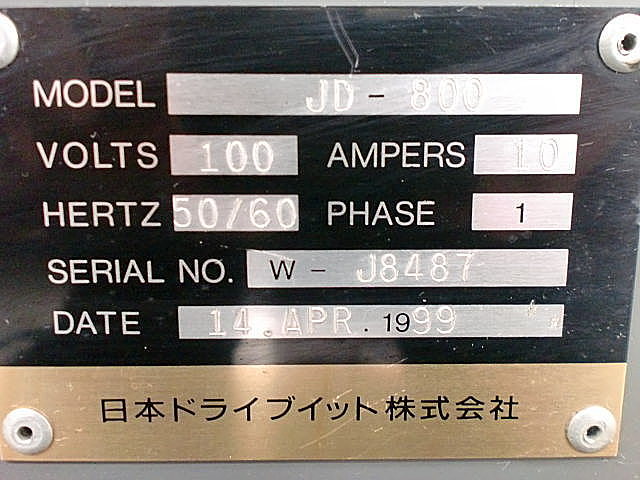 MODEL JD-800
VOLTS 100 AMPERS 10
HERTZ 50/60 PHASE 1
SERIAL NO. W-J8487
DATE 14.APR.1999
日本ドライブイット株式会社